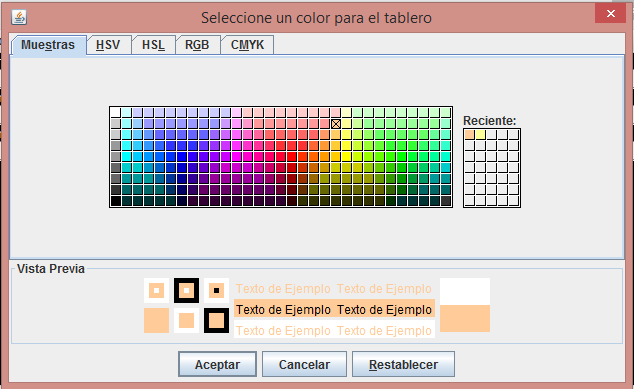 Seleccione un color para el tablero
Muestras HSV HSL RGB CMYK
Reciente:
Vista Previa
Texto de Ejemplo Texto de Ejemplo
Texto de Ejemplo Texto de Ejemplo
Texto de Ejemplo Texto de Ejemplo
Aceptar Cancelar Restablecer